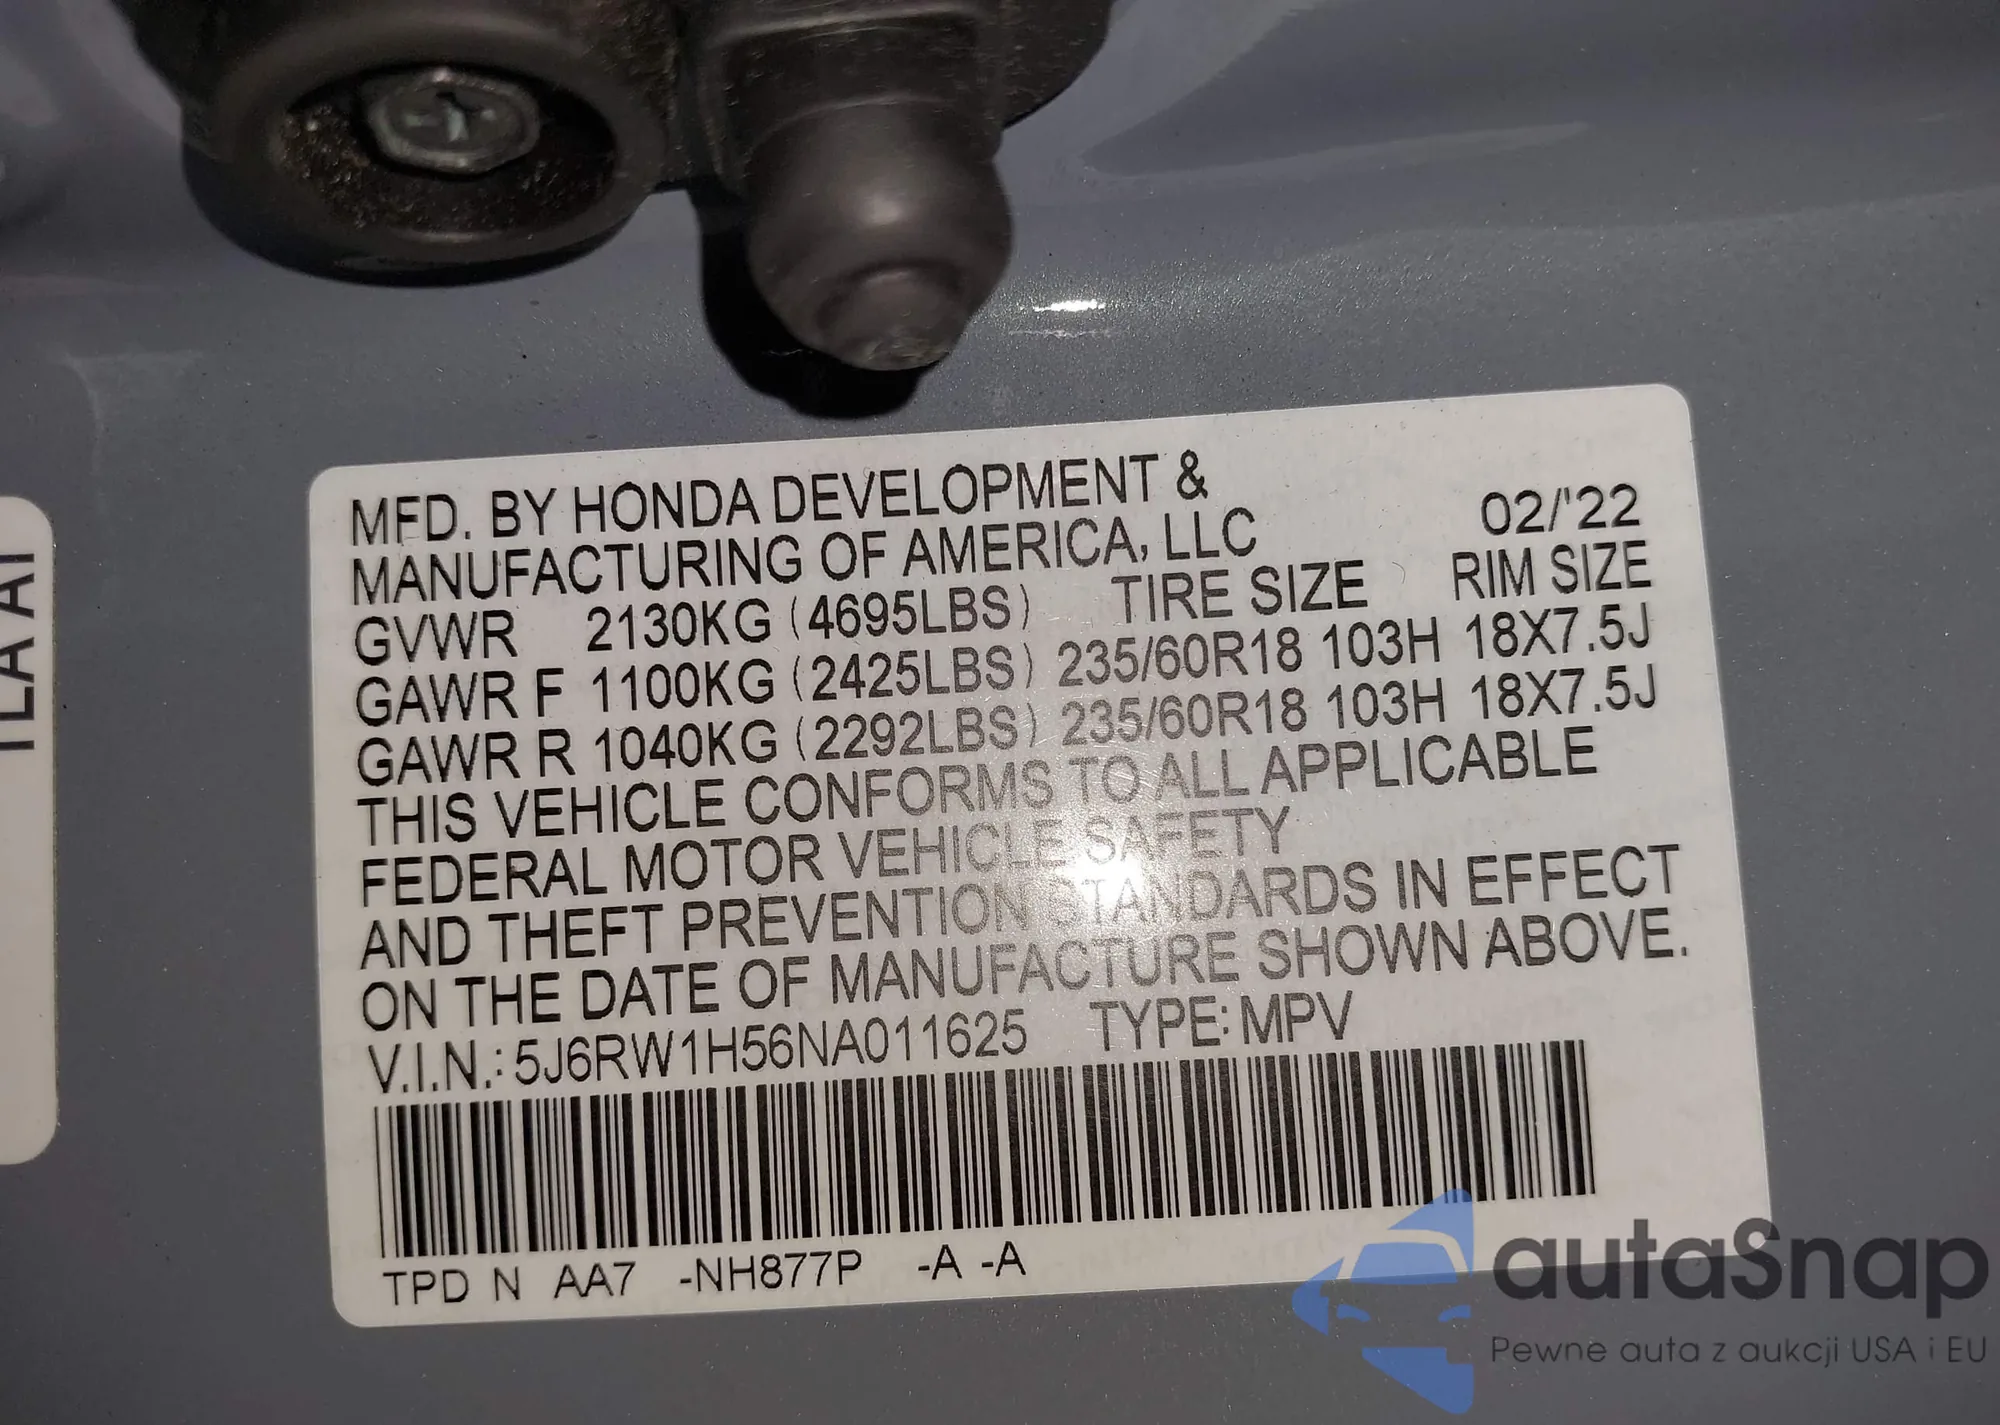 MFD. BY HONDA DEVELOPMENT &
MANUFACTURING OF AMERICA, LLC 02/'22
GVWR 2130KG (4695LBS) TIRE SIZE RIM SIZE
GAWR F 1100KG (2425LBS) 235/60R18 103H 18X7.5J
GAWR R 1040KG (2292LBS) 235/60R18 103H 18X7.5J
THIS VEHICLE CONFORMS TO ALL APPLICABLE
FEDERAL MOTOR VEHICLE SAFETY
AND THEFT PREVENTION STANDARDS IN EFFECT
ON THE DATE OF MANUFACTURE SHOWN ABOVE.
V.I.N.: 5J6RW1H56NA011625 TYPE: MPV
TPD N AA7 -NH877P -A -A
autaSnap
Pewne auta z aukcji USA i EU